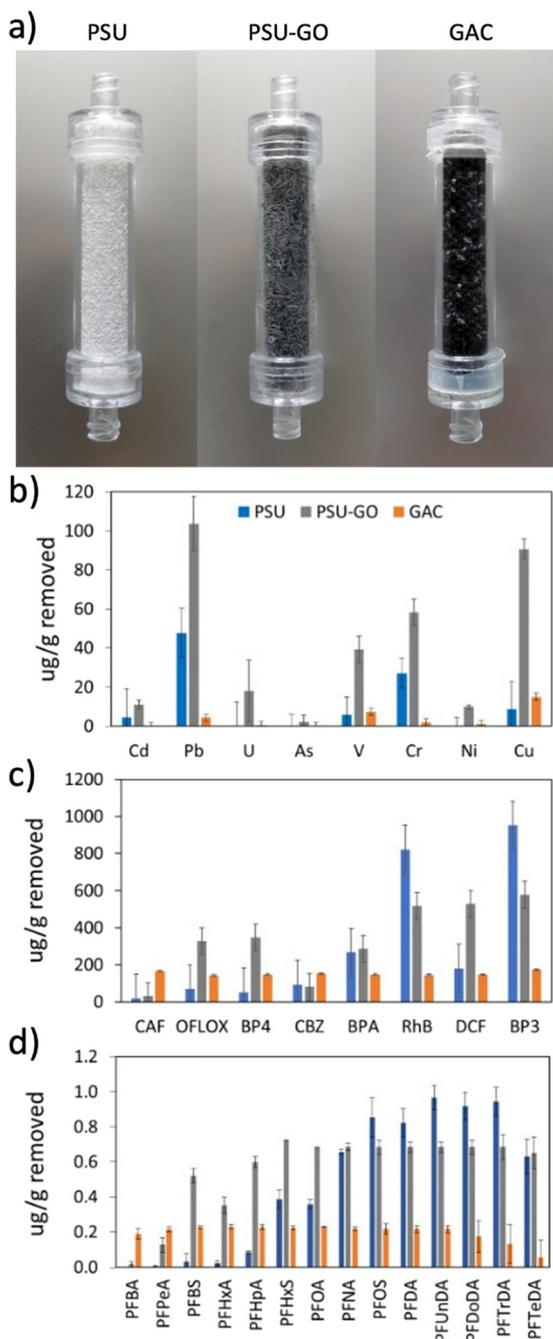 a)
PSU PSU-GO GAC
b)
ug/g removed
120
100
80
60
40
20
0
PSU PSU-GO GAC
Cd Pb U As V Cr Ni Cu
c)
ug/g removed
1200
1000
800
600
400
200
0
CAF OFLOX BP4 CBZ BPA RhB DCF BP3
d)
ug/g removed
1.2
1.0
0.8
0.6
0.4
0.2
0.0
PFBA PFPeA PFBS PFHxA PFHpA PFHxS PFOA PFNA PFOS PFDA PFUnDA PFDoDA PFTrDA PFTeDA